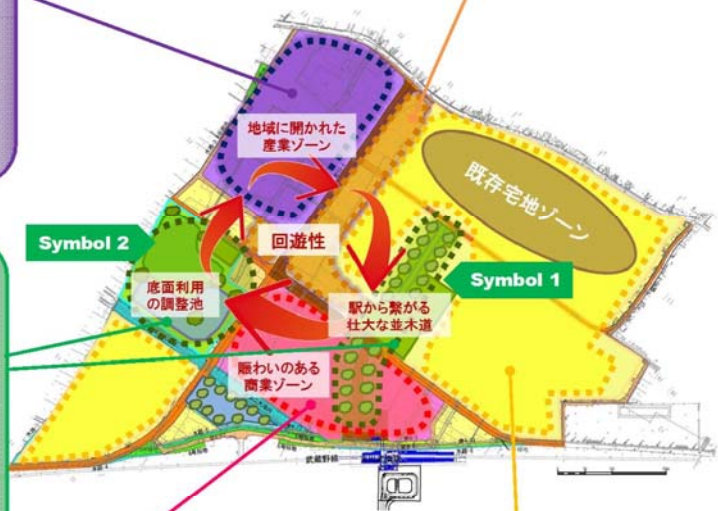 地域に開かれた
産業ゾーン
既存宅地ゾーン
Symbol 2
回遊性
Symbol 1
底面利用
の調整池
駅から繋がる
壮大な並木道
賑わいのある
商業ゾーン
武蔵野線